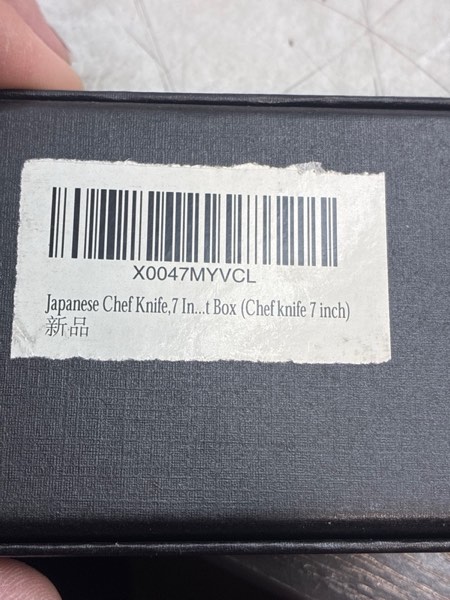 X0047MYVCL
Japanese Chef Knife,7 In...t Box (Chef knife 7 inch)
新品